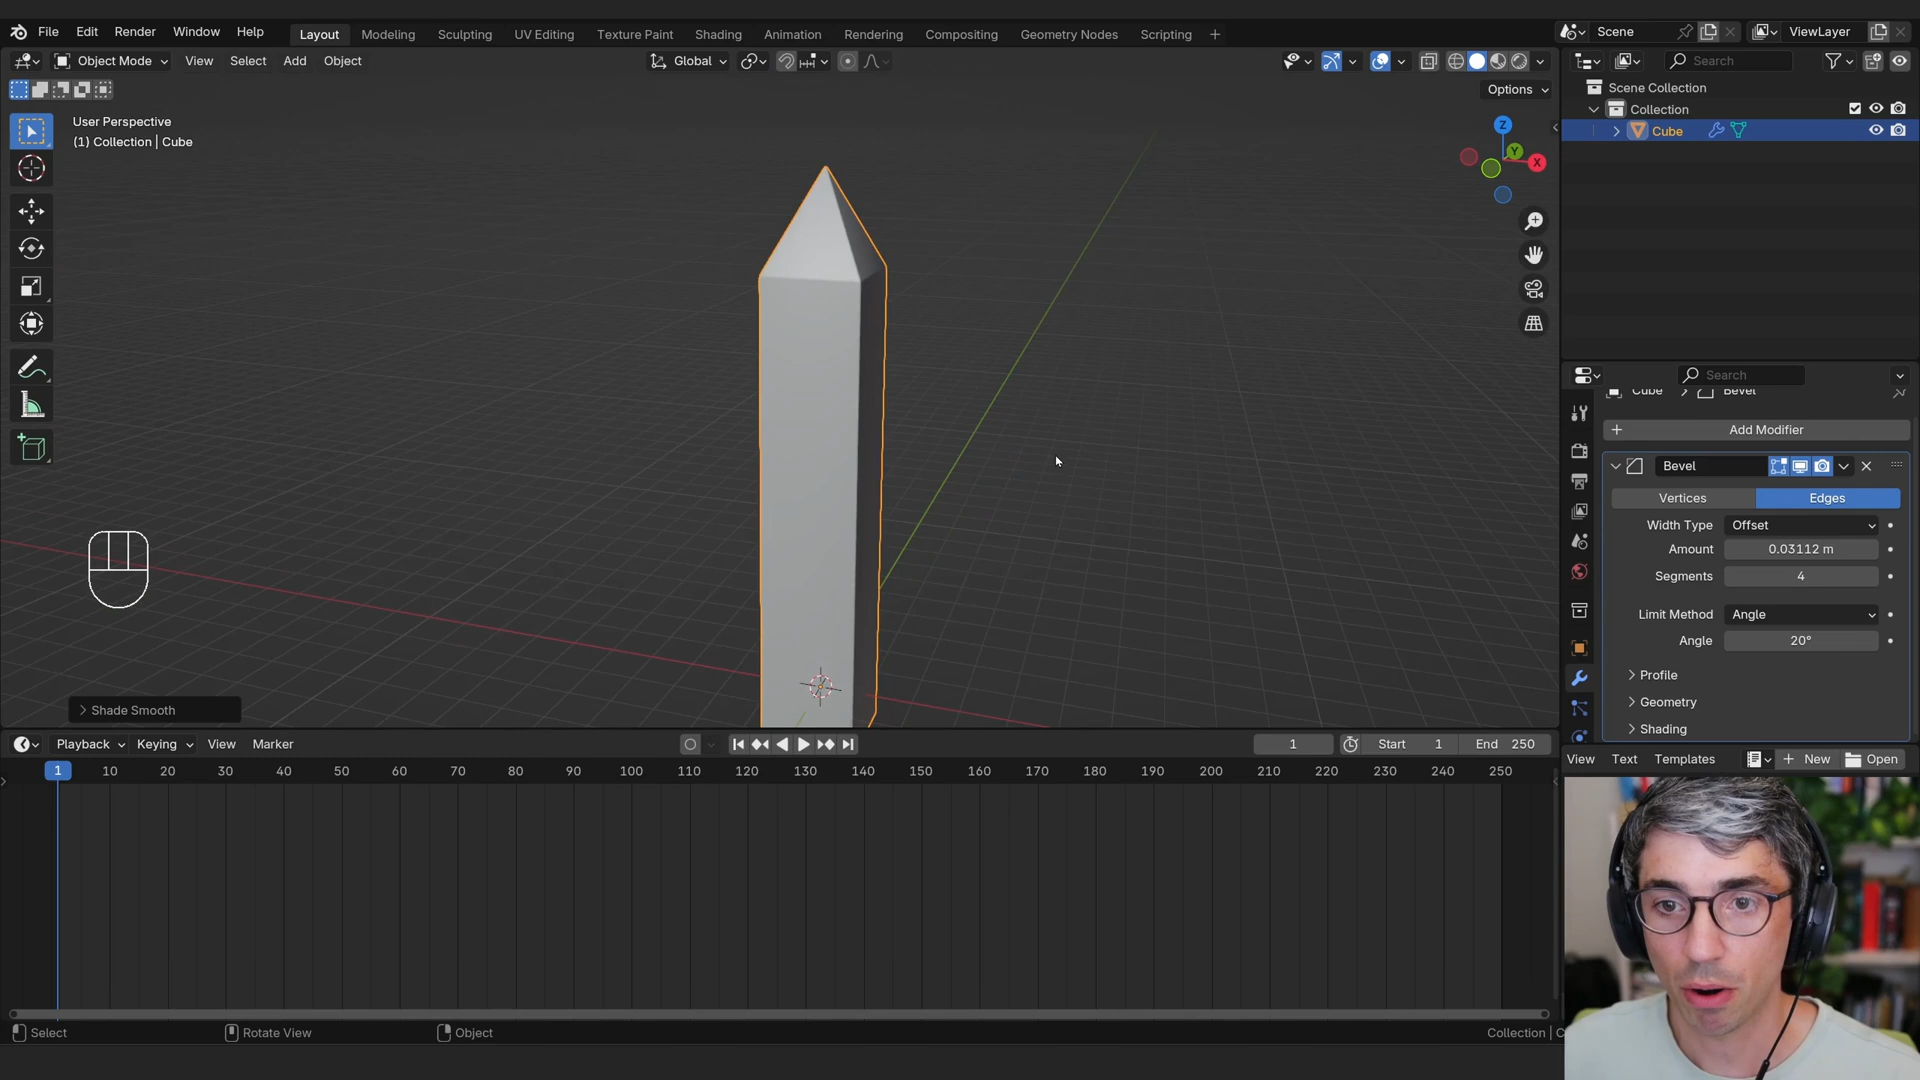 File Edit Render Window Help Layout Modeling Sculpting UV Editing Texture Paint Shading Animation Rendering Compositing Geometry Nodes Scripting + Scene ViewLayer
Object Mode View Select Add Object Global Search
Options
Scene Collection
Collection
Cube
User Perspective
(1) Collection | Cube
Z
Y
X
Search
Cube > Bevel
+ Add Modifier
Bevel
Vertices Edges
Width Type Offset
Amount 0.03112 m
Segments 4
Limit Method Angle
Angle 20°
Profile
Geometry
Shading
> Shade Smooth
Playback Keying View Marker 1 Start 1 End 250
View Text Templates + New Open
1 10 20 30 40 50 60 70 80 90 100 110 120 130 140 150 160 170 180 190 200 210 220 230 240 250
Select Rotate View Object Collection |